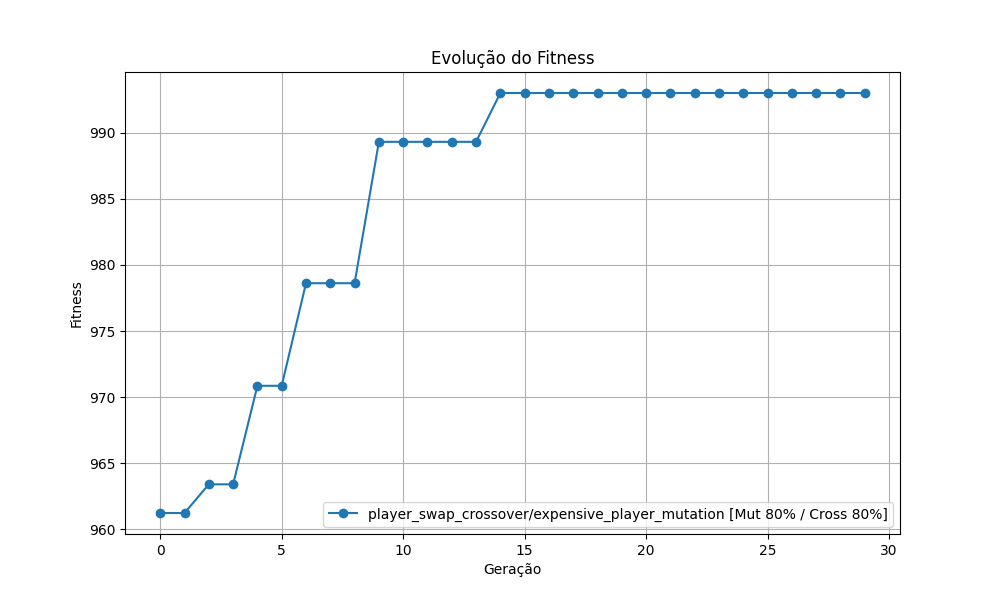 Evolução do Fitness
Fitness
990
985
980
975
970
965
960
player_swap_crossover/expensive_player_mutation [Mut 80% / Cross 80%]
0 5 10 15 20 25 30
Geração